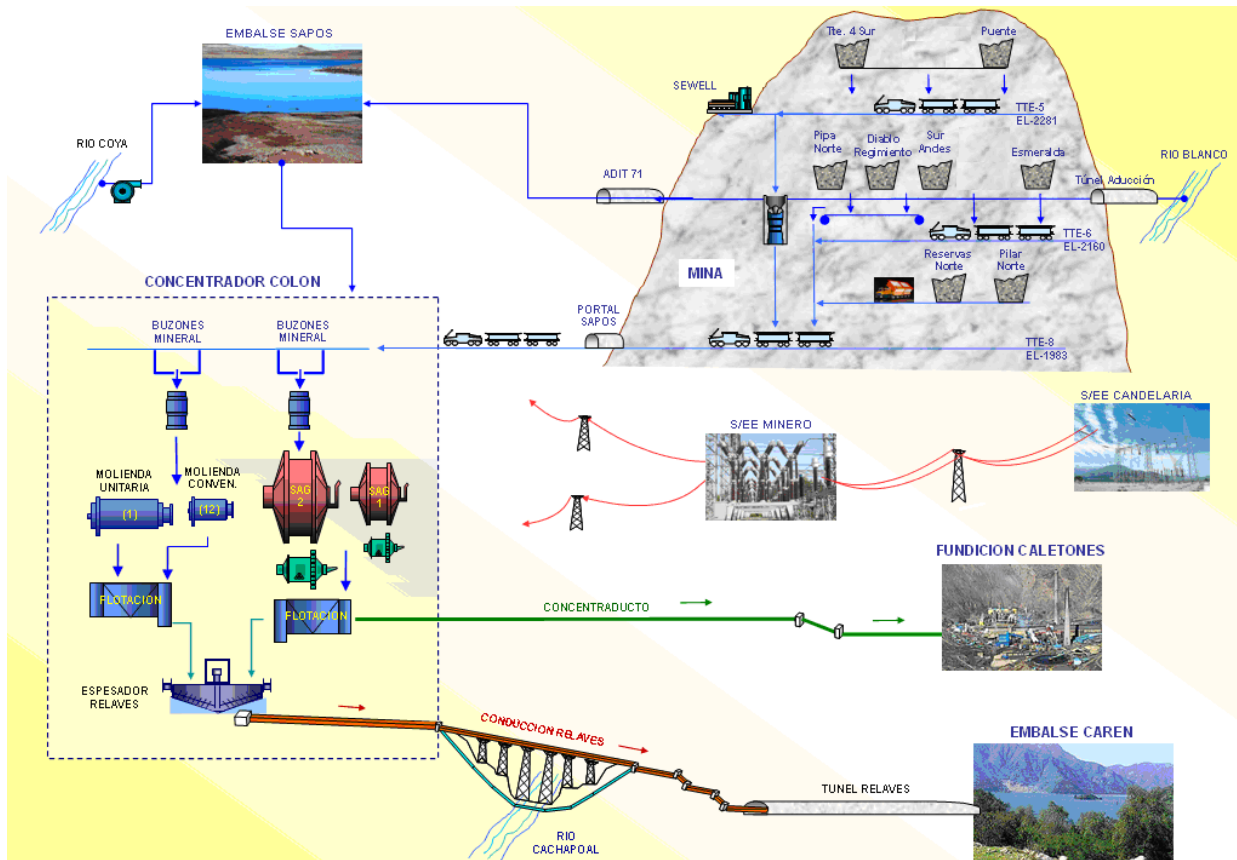 EMBALSE SAPOS
RIO COYA
Tte. 4 Sur
Puente
SEWELL
TTE-5
EL-2281
Pipa
Norte
Diablo
Regimiento
Sur
Andes
Esmeralda
RIO BLANCO
ADIT 71
Túnel Aducción
TTE-6
EL-2160
Reservas
Norte
Pilar
Norte
MINA
PORTAL
SAPOS
TTE-8
EL-1983
CONCENTRADOR COLON
BUZONES
MINERAL
BUZONES
MINERAL
MOLIENDA
UNITARIA
MOLIENDA
CONVEN.
(1)
(12)
SAG
2
SAG
1
FLOTACION
FLOTACION
ESPESADOR
RELAVES
S/EE MINERO
S/EE CANDELARIA
FUNDICION CALETONES
CONCENTRADUCTO
CONDUCCION RELAVES
EMBALSE CAREN
TUNEL RELAVES
RIO
CACHAPOAL